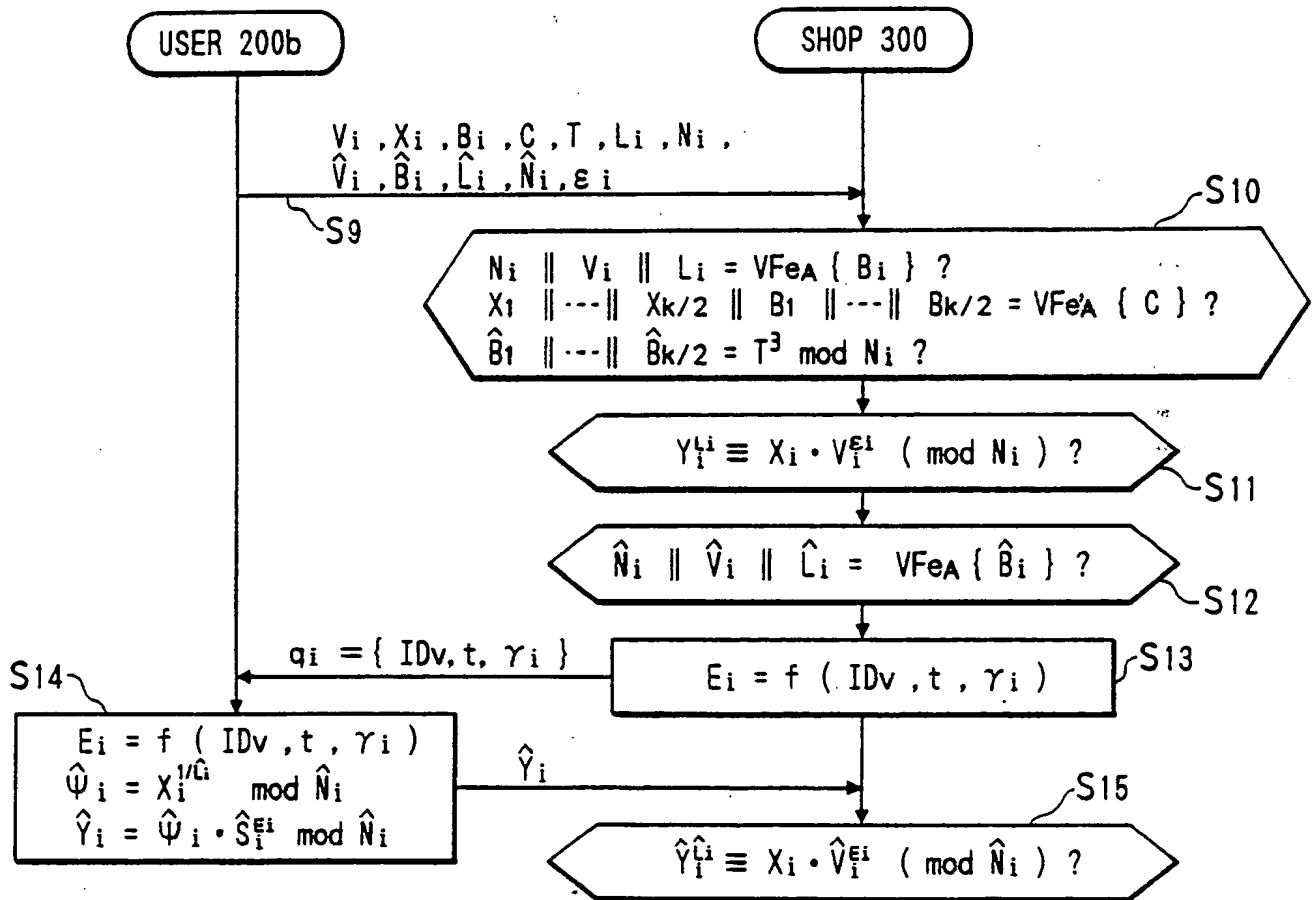 USER 200b
SHOP 300
Vi , Xi , Bi , C , T , Li , Ni ,
V̂i , B̂i , L̂i , N̂i , εi
S9
S10
Ni ‖ Vi ‖ Li = VFeA { Bi } ?
X1 ‖---‖ Xk/2 ‖ B1 ‖---‖ Bk/2 = VFe'A { C } ?
B̂1 ‖---‖ B̂k/2 = T³ mod Ni ?
Yi^Li ≡ Xi · Vi^εi ( mod Ni ) ?
S11
N̂i ‖ V̂i ‖ L̂i = VFeA { B̂i } ?
S12
qi = { IDv, t, γi }
S13
Ei = f ( IDv , t , γi )
S14
Ei = f ( IDv , t , γi )
Ψ̂i = Xi^1/L̂i mod N̂i
Ŷi = Ψ̂i · Ŝi^Ei mod N̂i
Ŷi
S15
Ŷi^L̂i ≡ Xi · V̂i^Ei ( mod N̂i ) ?